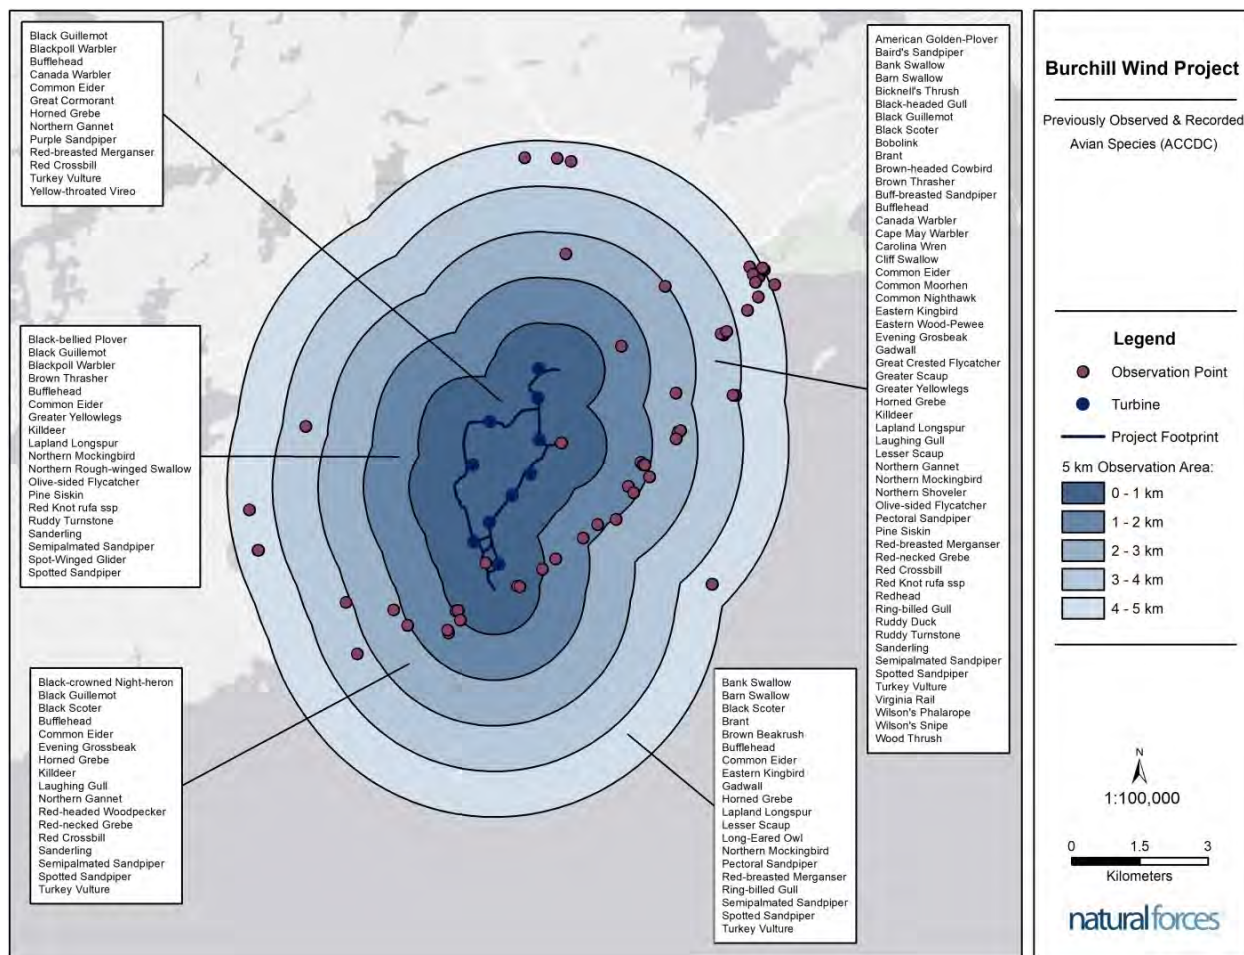 Black Guillemot
Blackpoll Warbler
Bufflehead
Canada Warbler
Common Eider
Great Cormorant
Horned Grebe
Northern Gannet
Purple Sandpiper
Red-breasted Merganser
Red Crossbill
Turkey Vulture
Yellow-throated Vireo
Black-bellied Plover
Black Guillemot
Blackpoll Warbler
Brown Thrasher
Bufflehead
Common Eider
Greater Yellowlegs
Killdeer
Lapland Longspur
Northern Mockingbird
Northern Rough-winged Swallow
Olive-sided Flycatcher
Pine Siskin
Red Knot rufa ssp
Ruddy Turnstone
Sanderling
Semipalmated Sandpiper
Spot-Winged Glider
Spotted Sandpiper
Black-crowned Night-heron
Black Guillemot
Black Scoter
Bufflehead
Common Eider
Evening Grossbeak
Horned Grebe
Killdeer
Laughing Gull
Northern Gannet
Red-headed Woodpecker
Red-necked Grebe
Red Crossbill
Sanderling
Semipalmated Sandpiper
Spotted Sandpiper
Turkey Vulture
Bank Swallow
Barn Swallow
Black Scoter
Brant
Brown Beakrush
Bufflehead
Common Eider
Eastern Kingbird
Gadwall
Horned Grebe
Lapland Longspur
Lesser Scaup
Long-Eared Owl
Northern Mockingbird
Pectoral Sandpiper
Red-breasted Merganser
Ring-billed Gull
Semipalmated Sandpiper
Spotted Sandpiper
Turkey Vulture
American Golden-Plover
Baird's Sandpiper
Bank Swallow
Barn Swallow
Bicknell's Thrush
Black-headed Gull
Black Guillemot
Black Scoter
Bobolink
Brant
Brown-headed Cowbird
Brown Thrasher
Buff-breasted Sandpiper
Bufflehead
Canada Warbler
Cape May Warbler
Carolina Wren
Cliff Swallow
Common Eider
Common Moorhen
Common Nighthawk
Eastern Kingbird
Eastern Wood-Pewee
Evening Grosbeak
Gadwall
Great Crested Flycatcher
Greater Scaup
Greater Yellowlegs
Horned Grebe
Killdeer
Lapland Longspur
Laughing Gull
Lesser Scaup
Northern Gannet
Northern Mockingbird
Northern Shoveler
Olive-sided Flycatcher
Pectoral Sandpiper
Pine Siskin
Red-breasted Merganser
Red-necked Grebe
Red Crossbill
Red Knot rufa ssp
Redhead
Ring-billed Gull
Ruddy Duck
Ruddy Turnstone
Sanderling
Semipalmated Sandpiper
Spotted Sandpiper
Turkey Vulture
Virginia Rail
Wilson's Phalarope
Wilson's Snipe
Wood Thrush
Burchill Wind Project
Previously Observed & Recorded
Avian Species (ACCDC)
Legend
Observation Point
Turbine
Project Footprint
5 km Observation Area:
0 - 1 km
1 - 2 km
2 - 3 km
3 - 4 km
4 - 5 km
N
1:100,000
0 1.5 3
Kilometers
naturalforces